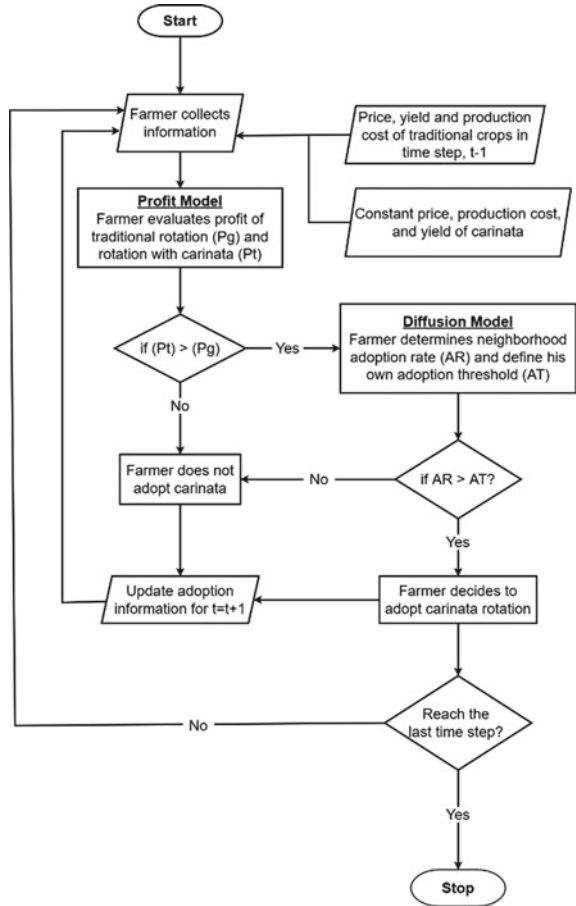 Start
Farmer collects
information
Price, yield and production
cost of traditional crops in
time step, t-1
Constant price, production cost,
and yield of carinata
Profit Model
Farmer evaluates profit of
traditional rotation (Pg) and
rotation with carinata (Pt)
if (Pt) > (Pg)
Yes
Diffusion Model
Farmer determines neighborhood
adoption rate (AR) and define his
own adoption threshold (AT)
No
Farmer does not
adopt carinata
No
if AR > AT?
Yes
Update adoption
information for t=t+1
Farmer decides to
adopt carinata rotation
No
Reach the
last time step?
Yes
Stop